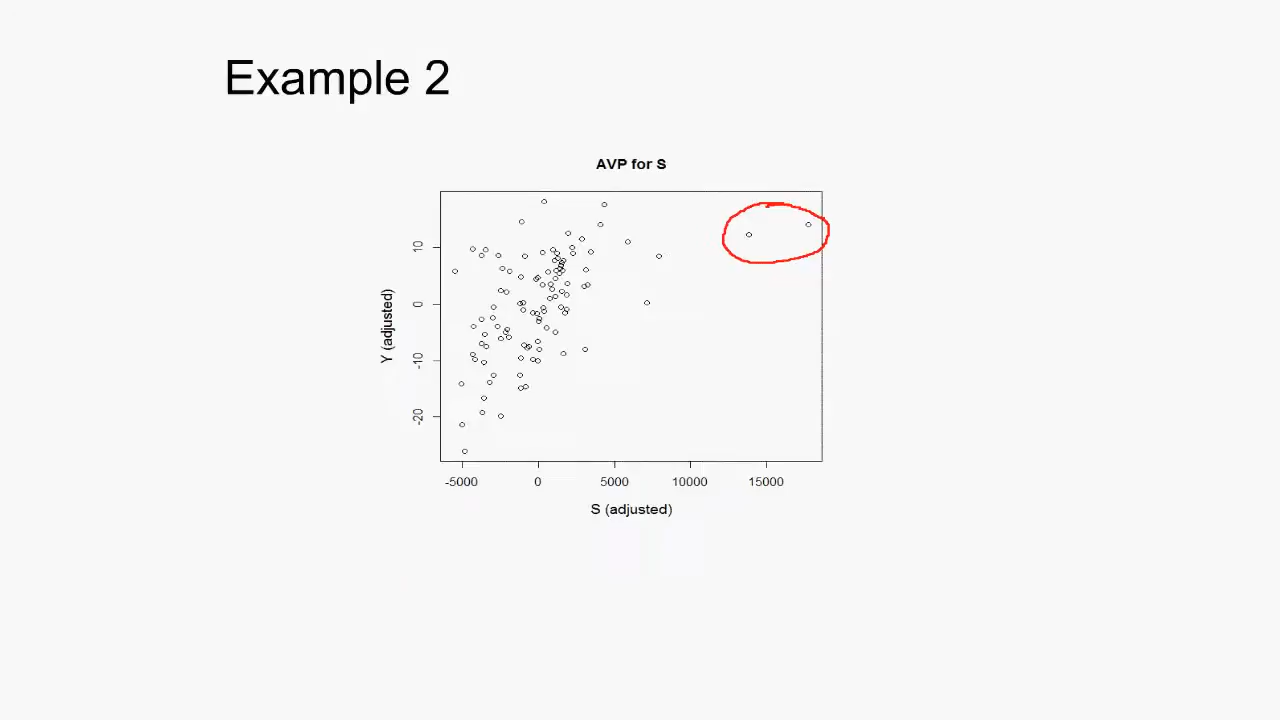 Example 2
AVP for S
Y (adjusted)
10
0
-10
-20
-5000 0 5000 10000 15000
S (adjusted)